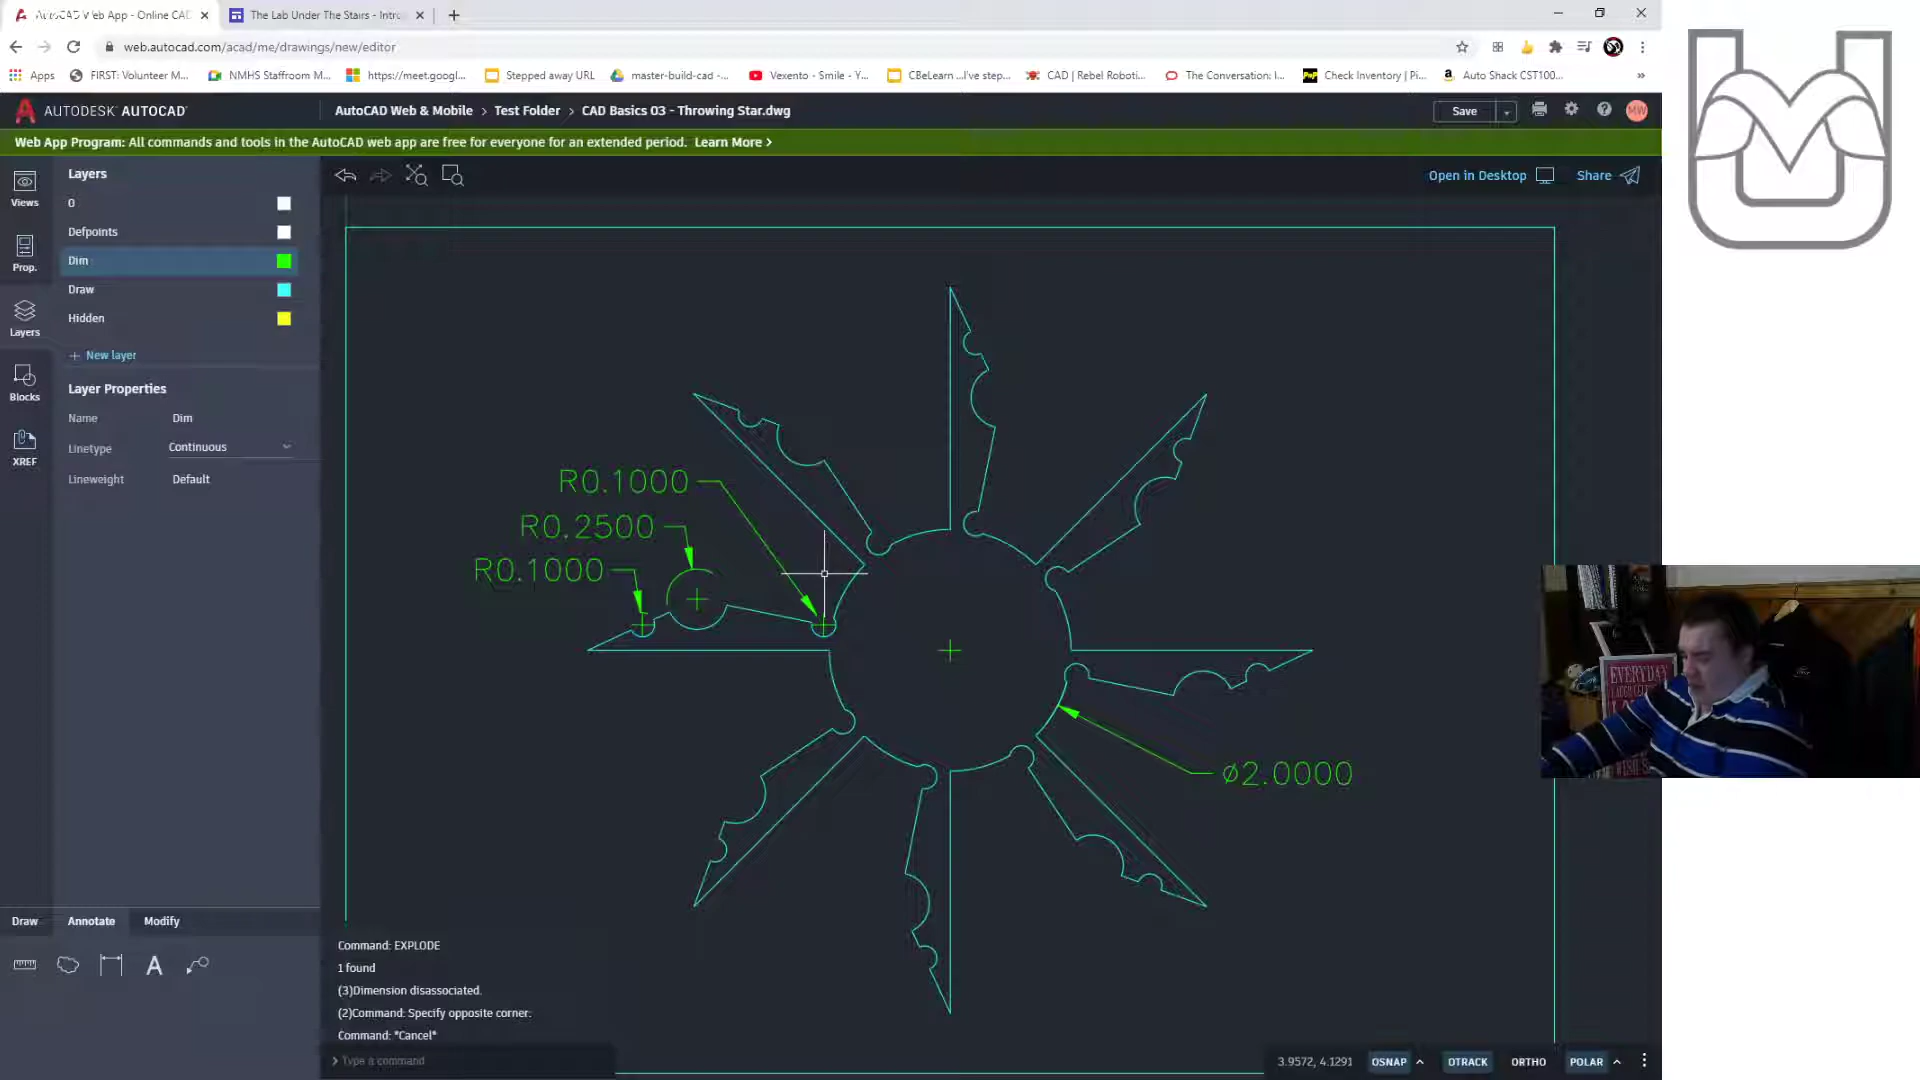 AutoCAD Web App - Online CAD
The Lab Under The Stairs - Intro
web.autocad.com/acad/me/drawings/new/editor
Apps
FIRST: Volunteer M...
NMHS Staffroom M...
https://meet.googl...
Stepped away URL
master-build-cad -...
Vexento - Smile - Y...
CBeLearn ...I've step...
CAD | Rebel Roboti...
The Conversation: I...
Check Inventory | Pi...
Auto Shack CST100...
AUTODESK AUTOCAD
AutoCAD Web & Mobile > Test Folder > CAD Basics 03 - Throwing Star.dwg
Save
MW
Web App Program: All commands and tools in the AutoCAD web app are free for everyone for an extended period. Learn More >
Views
Prop.
Layers
Blocks
XREF
Layers
0
Defpoints
Dim
Draw
Hidden
+ New layer
Layer Properties
Name Dim
Linetype Continuous
Lineweight Default
Open in Desktop
Share
R0.1000
R0.2500
R0.1000
ø2.0000
EVERYDAY
Draw Annotate Modify
A
Command: EXPLODE
1 found
(3)Dimension disassociated.
(2)Command: Specify opposite corner:
Command: *Cancel*
Type a command
3.9572, 4.1291 OSNAP OTRACK ORTHO POLAR